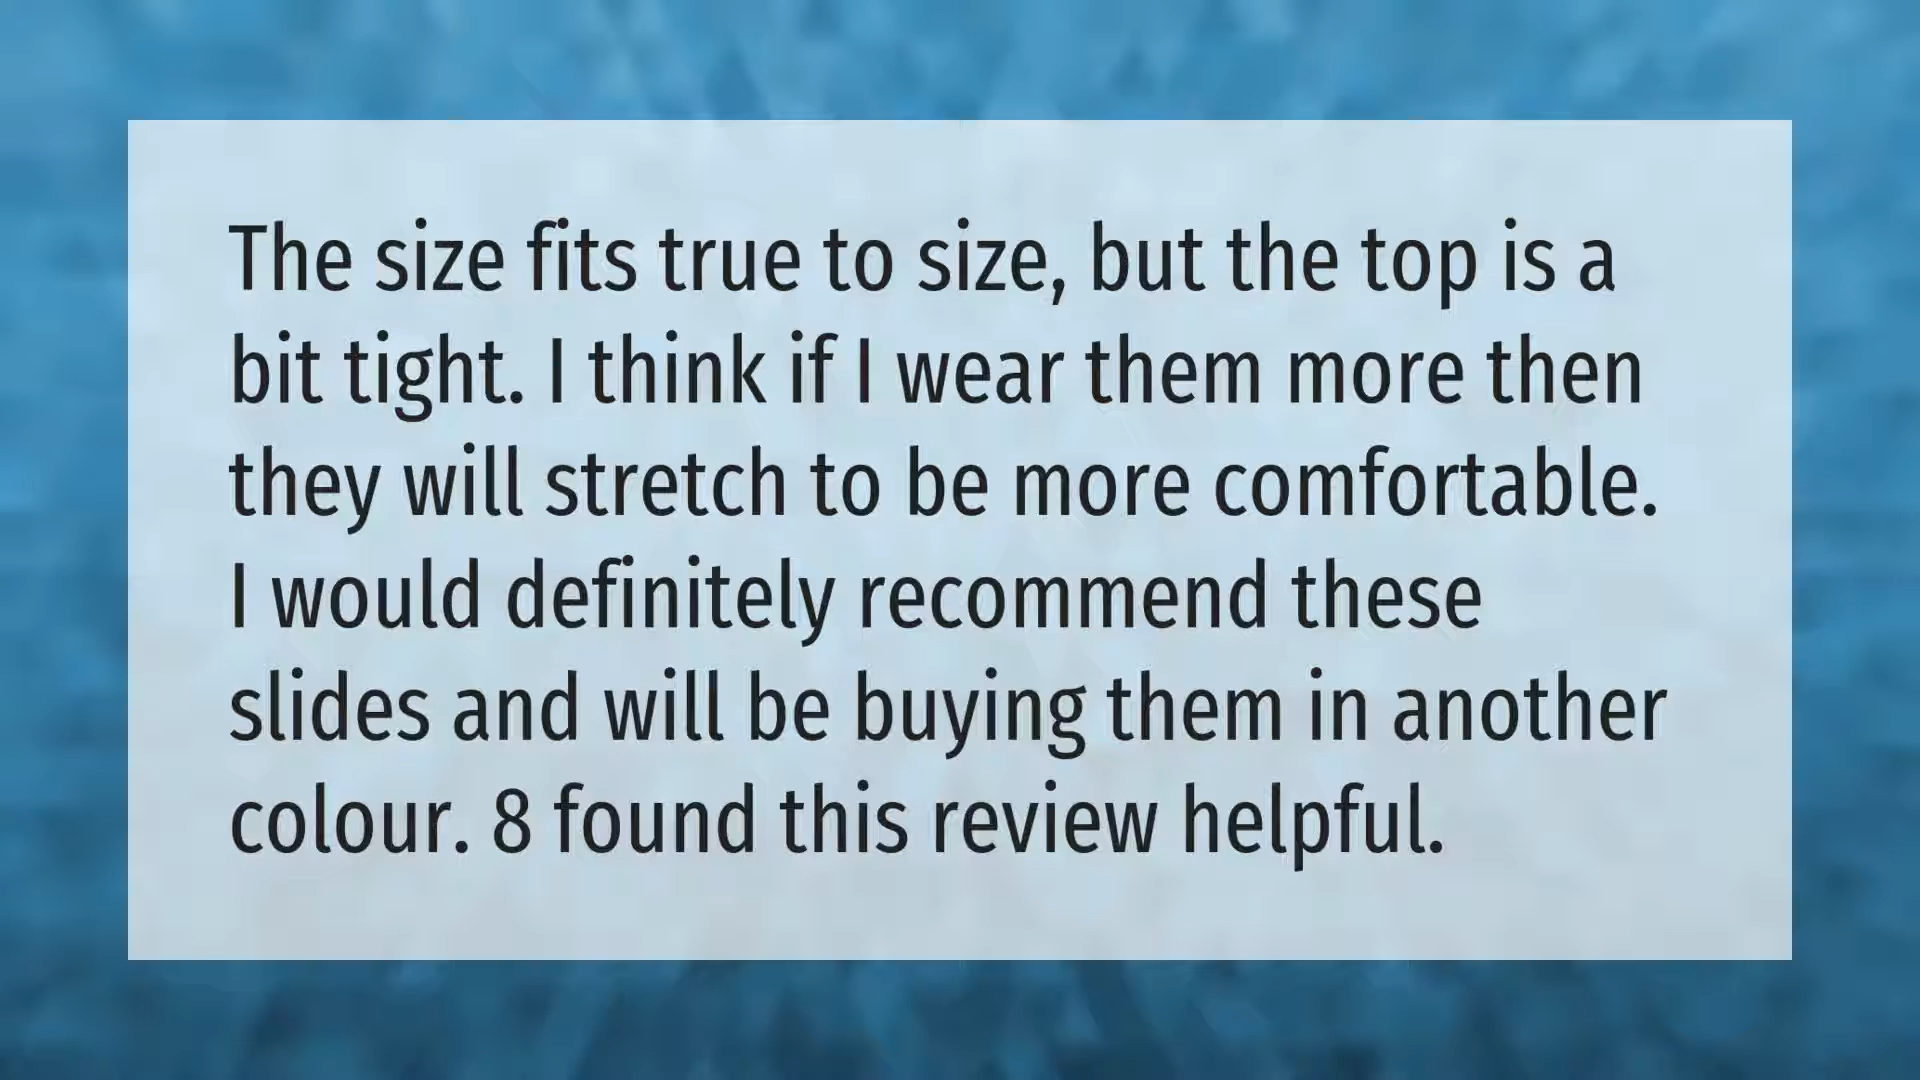 The size fits true to size, but the top is a
bit tight. I think if I wear them more then
they will stretch to be more comfortable.
I would definitely recommend these
slides and will be buying them in another
colour. 8 found this review helpful.